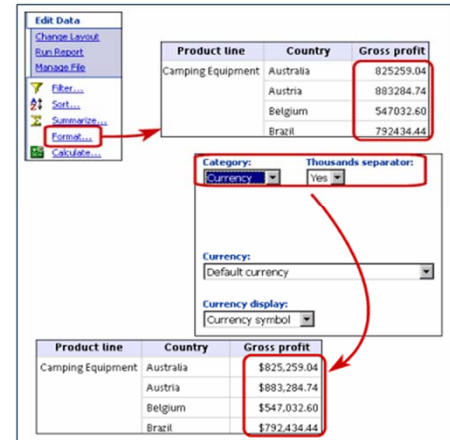 Edit Data
Change Layout
Run Report
Manage File
Filter...
Sort...
Summarize...
Format...
Calculate...
Product line Country Gross profit
Camping Equipment Australia 825259.04
Austria 883284.74
Belgium 547032.60
Brazil 792434.44
Category: Thousands separator:
Currency Yes
Currency:
Default currency
Currency display:
Currency symbol
Product line Country Gross profit
Camping Equipment Australia $825,259.04
Austria $883,284.74
Belgium $547,032.60
Brazil $792,434.44